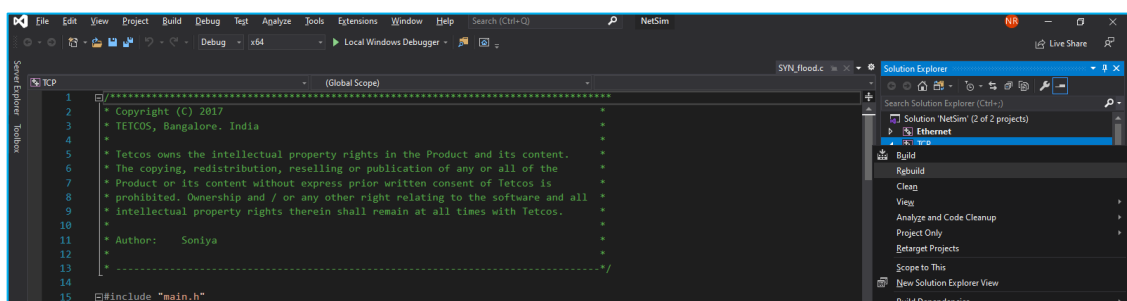 File Edit View Project Build Debug Test Analyze Tools Extensions Window Help Search (Ctrl+Q) NetSim NR
Debug x64 Local Windows Debugger Live Share
Server Explorer
Toolbox
SYN_flood.c
TCP (Global Scope)
1 /******************************************************************************
2 * Copyright (C) 2017 *
3 * TETCOS, Bangalore. India *
4 * *
5 * Tetcos owns the intellectual property rights in the Product and its content. *
6 * The copying, redistribution, reselling or publication of any or all of the *
7 * Product or its content without express prior written consent of Tetcos is *
8 * prohibited. Ownership and / or any other right relating to the software and all *
9 * intellectual property rights therein shall remain at all times with Tetcos. *
10 * *
11 * Author: Soniya *
12 * *
13 * ---------------------------------------------------------------------------*/
14
15 #include "main.h"
Solution Explorer
Search Solution Explorer (Ctrl+;)
Solution 'NetSim' (2 of 2 projects)
Ethernet
TCP
Build
Rebuild
Clean
View
Analyze and Code Cleanup
Project Only
Retarget Projects
Scope to This
New Solution Explorer View
Build Dependencies